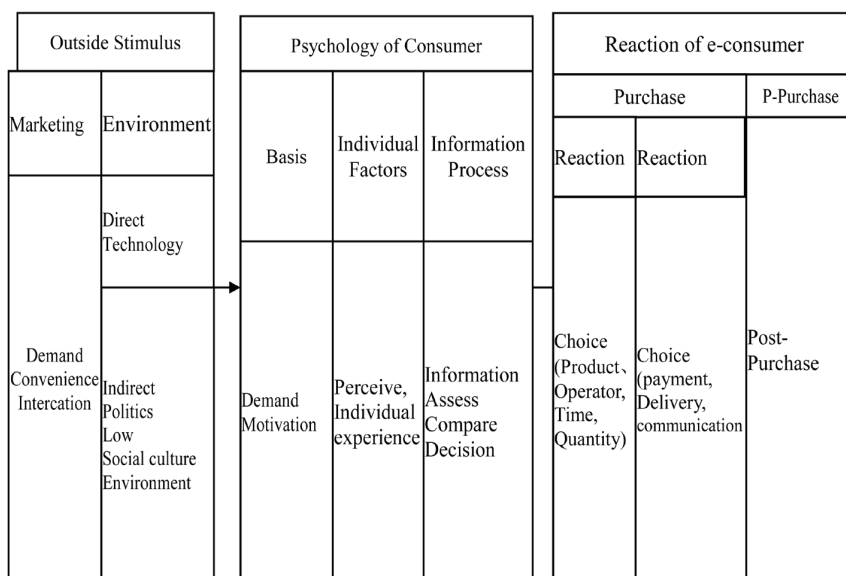 Outside Stimulus
Marketing
Environment
Direct
Technology
Demand
Convenience
Intercation
Indirect
Politics
Low
Social culture
Environment
Psychology of Consumer
Basis
Individual
Factors
Information
Process
Demand
Motivation
Perceive,
Individual
experience
Information
Assess
Compare
Decision
Reaction of e-consumer
Purchase
P-Purchase
Reaction
Reaction
Choice
(Product、
Operator,
Time,
Quantity)
Choice
(payment,
Delivery,
communication
Post-
Purchase